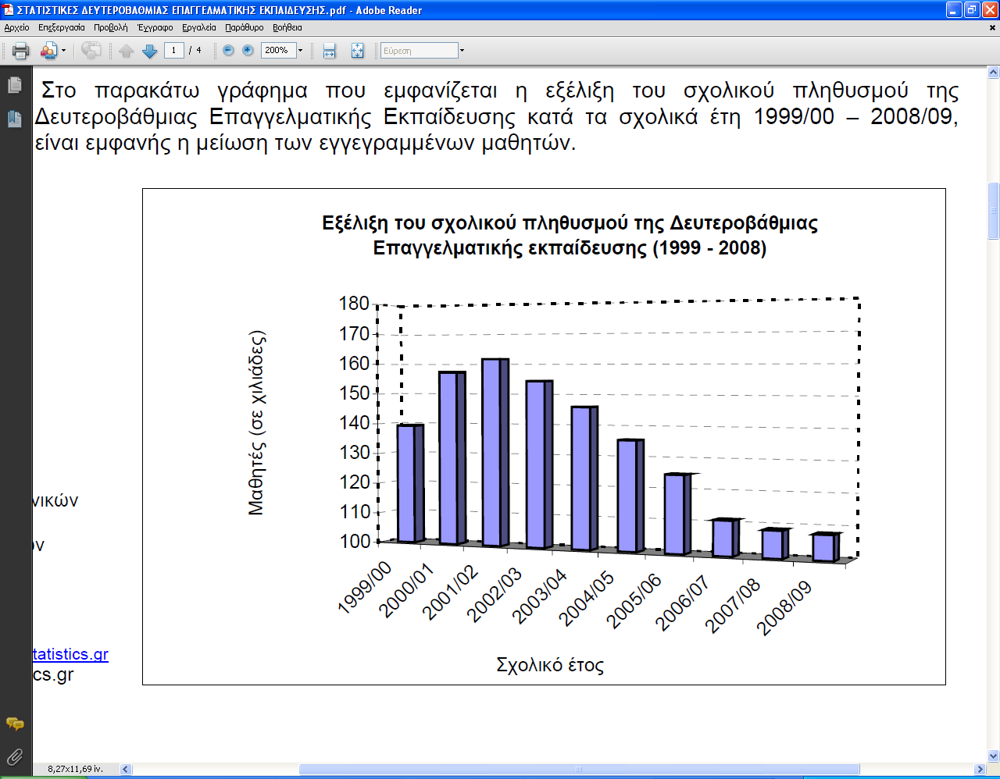 ΣΤΑΤΙΣΤΙΚΕΣ ΔΕΥΤΕΡΟΒΑΘΜΙΑΣ ΕΠΑΓΓΕΛΜΑΤΙΚΗΣ ΕΚΠΑΙΔΕΥΣΗΣ.pdf - Adobe Reader
Αρχείο Επεξεργασία Προβολή Έγγραφο Εργαλεία Παράθυρο Βοήθεια
1 / 4 200% Εύρεση
Στο παρακάτω γράφημα που εμφανίζεται η εξέλιξη του σχολικού πληθυσμού της
Δευτεροβάθμιας Επαγγελματικής Εκπαίδευσης κατά τα σχολικά έτη 1999/00 – 2008/09,
είναι εμφανής η μείωση των εγγεγραμμένων μαθητών.
Εξέλιξη του σχολικού πληθυσμού της Δευτεροβάθμιας
Επαγγελματικής εκπαίδευσης (1999 - 2008)
Μαθητές (σε χιλιάδες)
180
170
160
150
140
130
120
110
100
1999/00 2000/01 2001/02 2002/03 2003/04 2004/05 2005/06 2006/07 2007/08 2008/09
Σχολικό έτος
νικών
ων
tatistics.gr
cs.gr
8,27x11,69 iv.